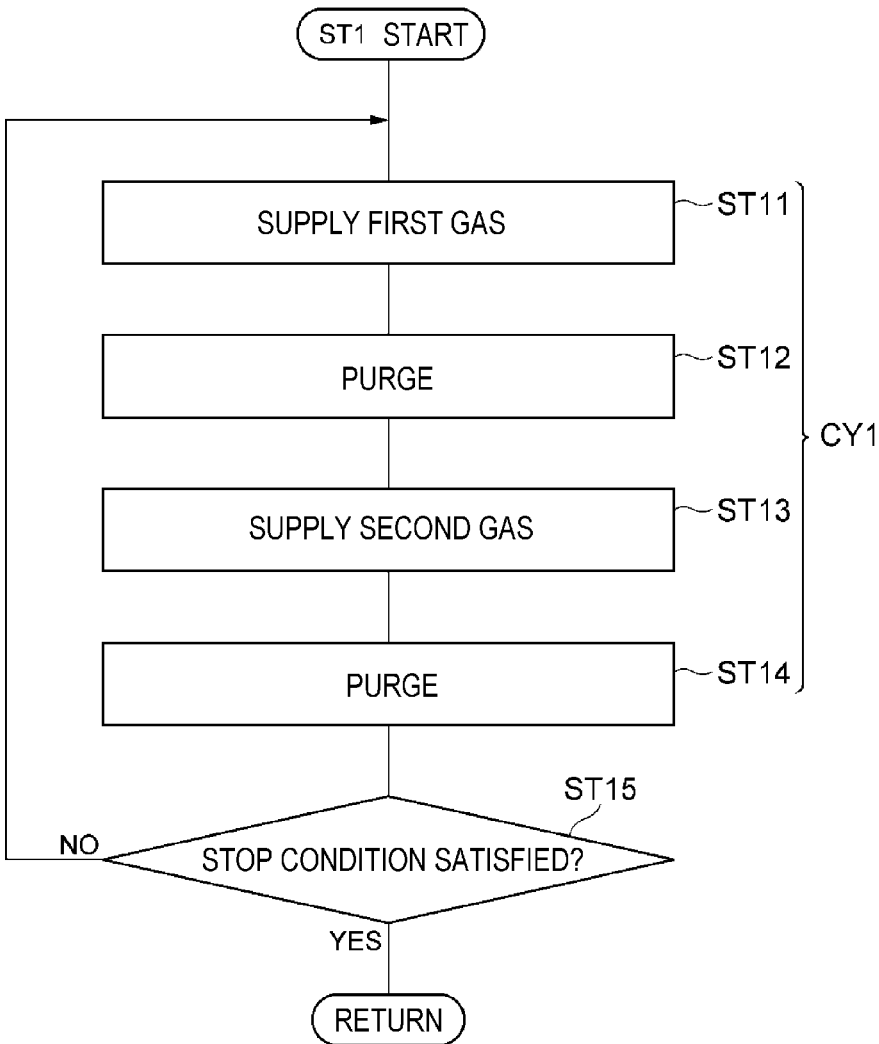 ST1 START
SUPPLY FIRST GAS
ST11
PURGE
ST12
CY1
SUPPLY SECOND GAS
ST13
PURGE
ST14
ST15
NO
STOP CONDITION SATISFIED?
YES
RETURN